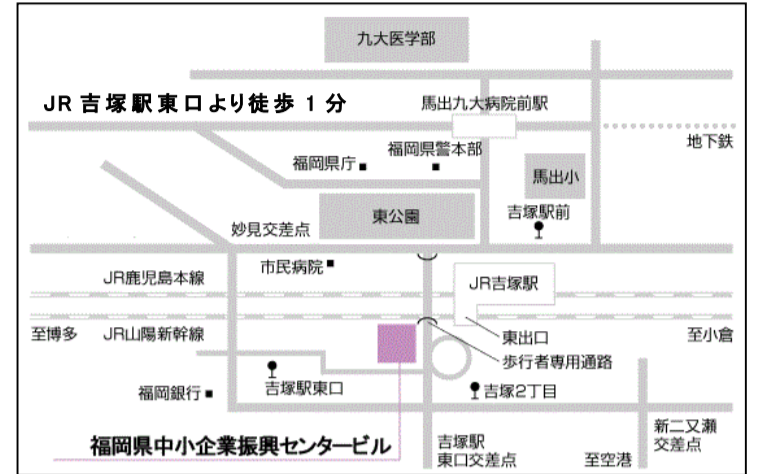 九大医学部
JR吉塚駅東口より徒歩1分
馬出九大病院前駅
地下鉄
福岡県庁
福岡県警本部
馬出小
東公園
吉塚駅前
妙見交差点
市民病院
JR鹿児島本線
JR吉塚駅
至博多
JR山陽新幹線
東出口
至小倉
歩行者専用通路
吉塚駅東口
福岡銀行
吉塚2丁目
福岡県中小企業振興センタービル
吉塚駅
東口交差点
至空港
新二又瀬
交差点